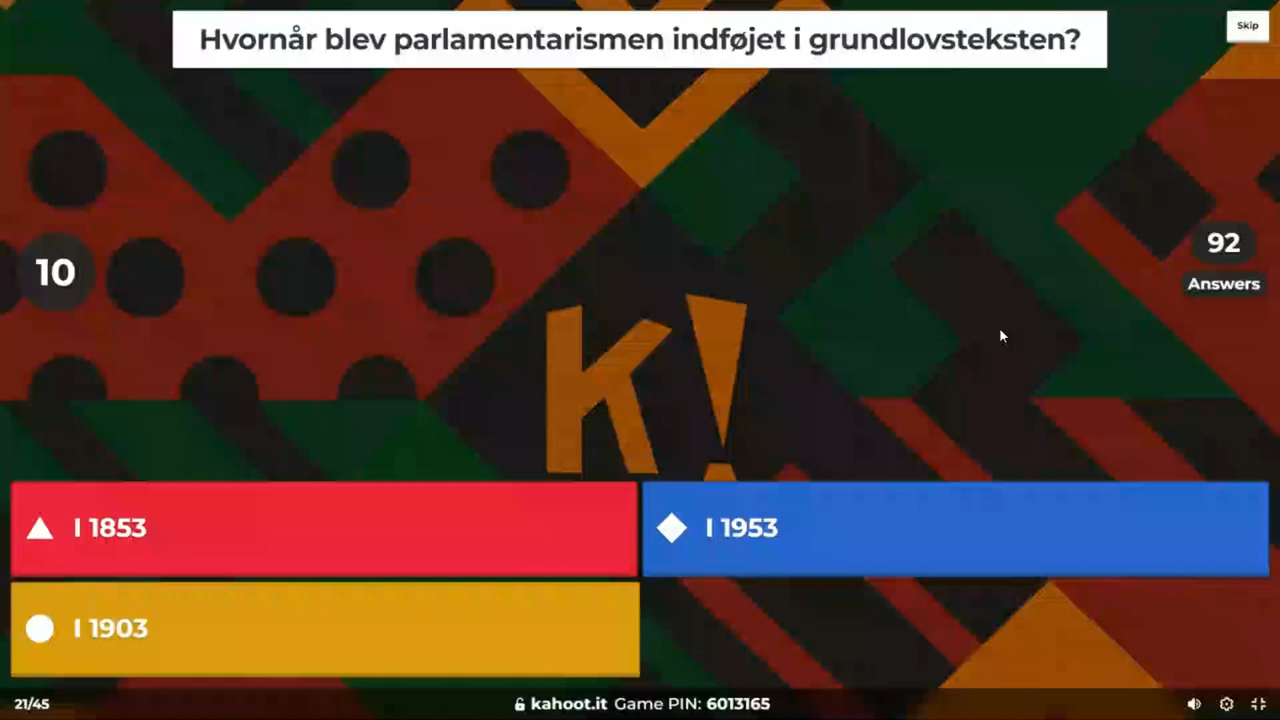 Hvornår blev parlamentarismen indføjet i grundlovsteksten?
Skip
10
92
Answers
K!
I 1853
I 1953
I 1903
21/45
kahoot.it Game PIN: 6013165